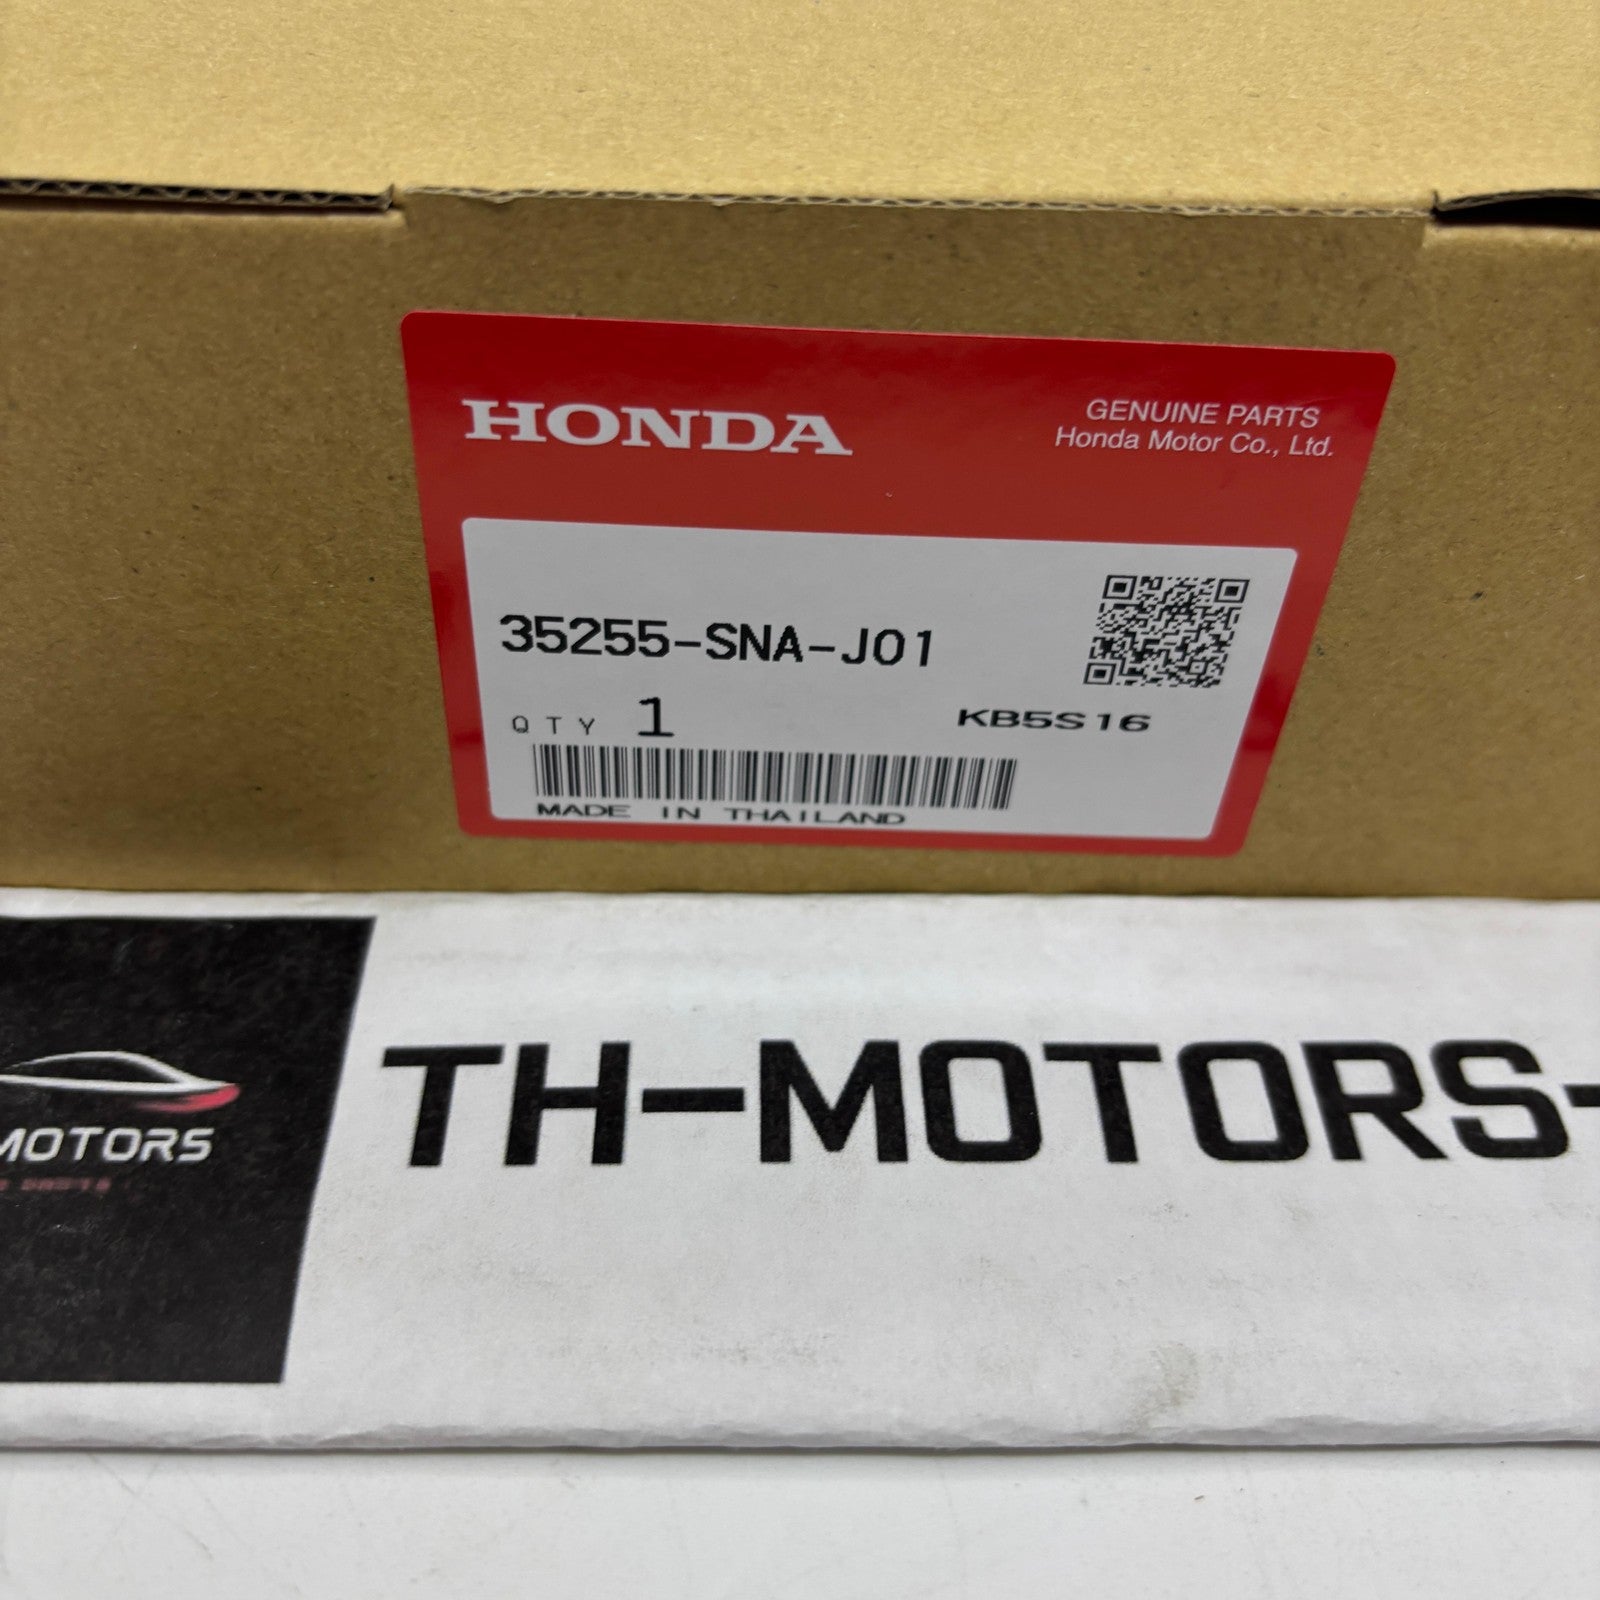 HONDA
GENUINE PARTS
Honda Motor Co., Ltd.
35255-SNA-J01
QTY 1
KB5S16
MADE IN THAILAND
TH-MOTORS-
MOTORS